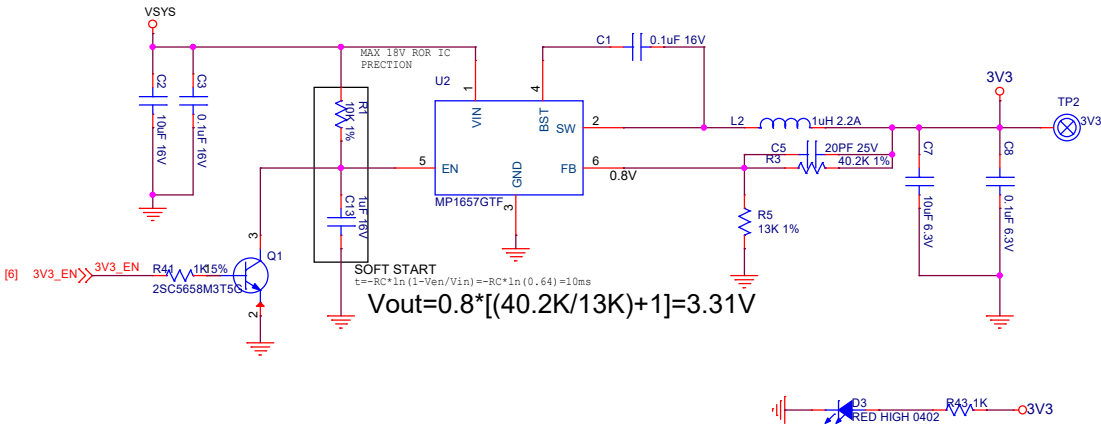 VSYS
MAX 18V ROR IC
PRECTION
C1 0.1uF 16V
U2
3V3
TP2
3V3
C2
10uF 16V
C3
0.1uF 16V
R1
10K 1%
1
VIN
4
BST
SW
2
L2 1uH 2.2A
C5 20PF 25V
R3 40.2K 1%
C7
10uF 6.3V
C8
0.1uF 6.3V
5
EN
GND
3
FB
6
0.8V
MP1657GTF
C13
1uF 16V
R5
13K 1%
3
Q1
[6] 3V3_EN 3V3_EN
R41 1K 5%
1
2SC5658M3T5G
2
SOFT START
t=-RC*ln(1-Ven/Vin)=-RC*ln(0.64)=10ms
Vout=0.8*[(40.2K/13K)+1]=3.31V
D3
RED HIGH 0402
R43 1K
3V3